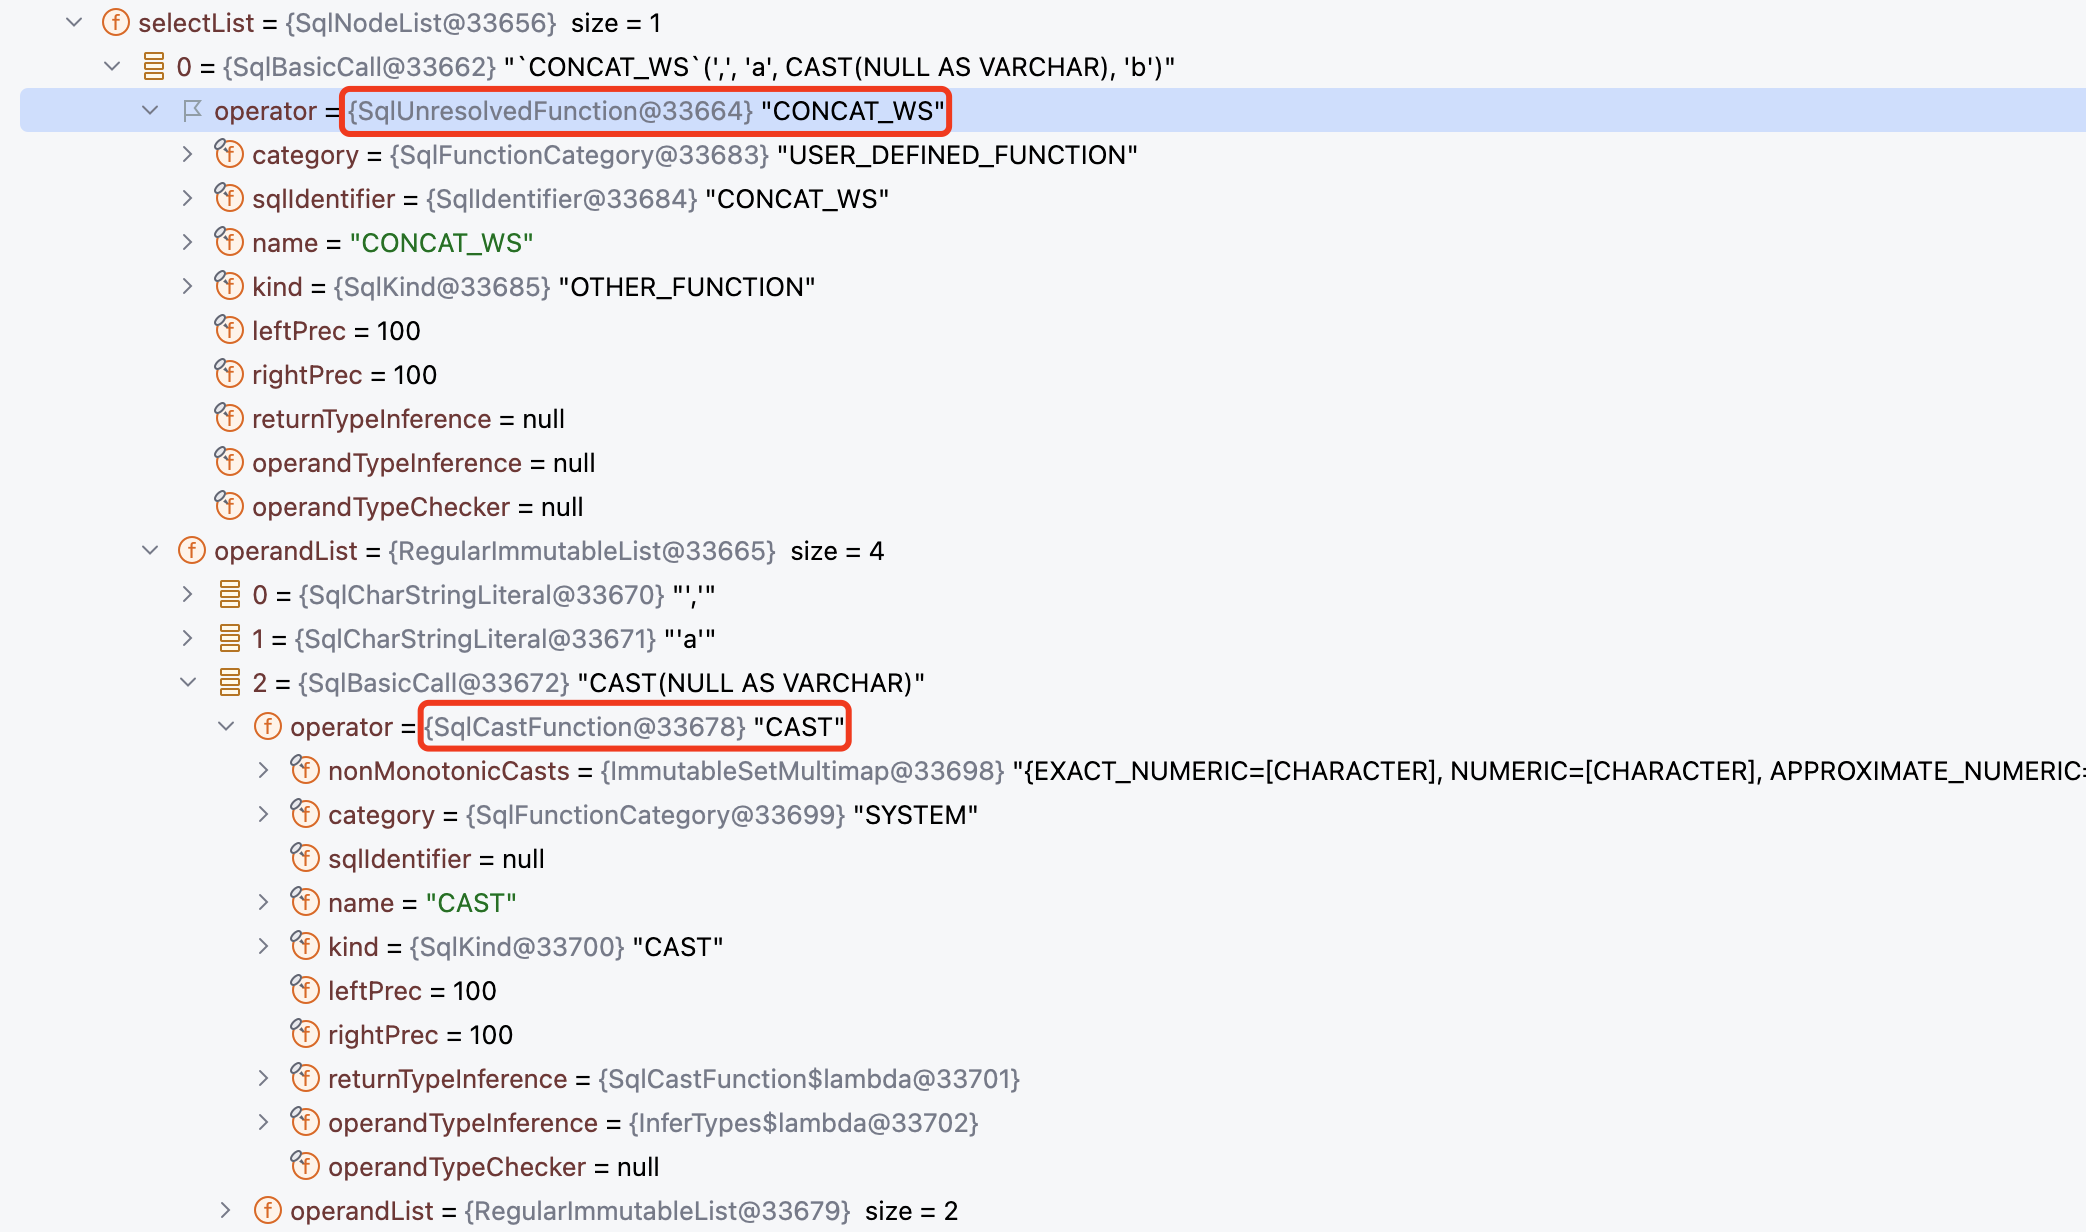 selectList = {SqlNodeList@33656} size = 1
0 = {SqlBasicCall@33662} "`CONCAT_WS`(',', 'a', CAST(NULL AS VARCHAR), 'b')"
operator = {SqlUnresolvedFunction@33664} "CONCAT_WS"
category = {SqlFunctionCategory@33683} "USER_DEFINED_FUNCTION"
sqlIdentifier = {SqlIdentifier@33684} "CONCAT_WS"
name = "CONCAT_WS"
kind = {SqlKind@33685} "OTHER_FUNCTION"
leftPrec = 100
rightPrec = 100
returnTypeInference = null
operandTypeInference = null
operandTypeChecker = null
operandList = {RegularImmutableList@33665} size = 4
0 = {SqlCharStringLiteral@33670} "','"
1 = {SqlCharStringLiteral@33671} "'a'"
2 = {SqlBasicCall@33672} "CAST(NULL AS VARCHAR)"
operator = {SqlCastFunction@33678} "CAST"
nonMonotonicCasts = {ImmutableSetMultimap@33698} "{EXACT_NUMERIC=[CHARACTER], NUMERIC=[CHARACTER], APPROXIMATE_NUMERIC=
category = {SqlFunctionCategory@33699} "SYSTEM"
sqlIdentifier = null
name = "CAST"
kind = {SqlKind@33700} "CAST"
leftPrec = 100
rightPrec = 100
returnTypeInference = {SqlCastFunction$lambda@33701}
operandTypeInference = {InferTypes$lambda@33702}
operandTypeChecker = null
operandList = {RegularImmutableList@33679} size = 2